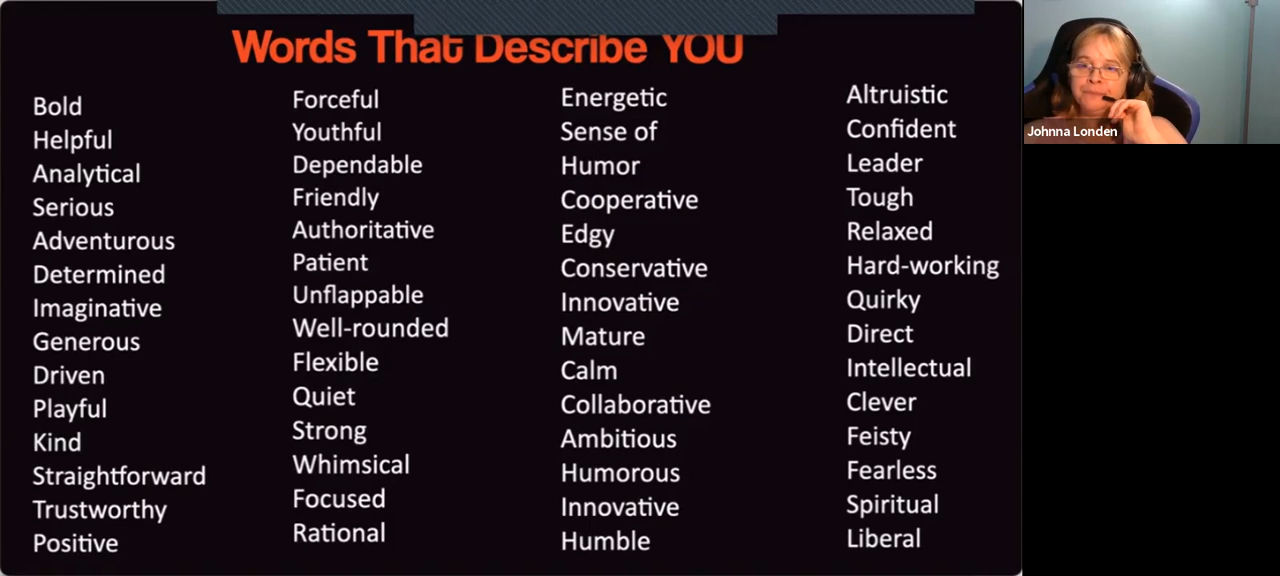 Words That Describe YOU
Bold
Helpful
Analytical
Serious
Adventurous
Determined
Imaginative
Generous
Driven
Playful
Kind
Straightforward
Trustworthy
Positive
Forceful
Youthful
Dependable
Friendly
Authoritative
Patient
Unflappable
Well-rounded
Flexible
Quiet
Strong
Whimsical
Focused
Rational
Energetic
Sense of
Humor
Cooperative
Edgy
Conservative
Innovative
Mature
Calm
Collaborative
Ambitious
Humorous
Innovative
Humble
Altruistic
Confident
Leader
Tough
Relaxed
Hard-working
Quirky
Direct
Intellectual
Clever
Feisty
Fearless
Spiritual
Liberal
Johnna Londen